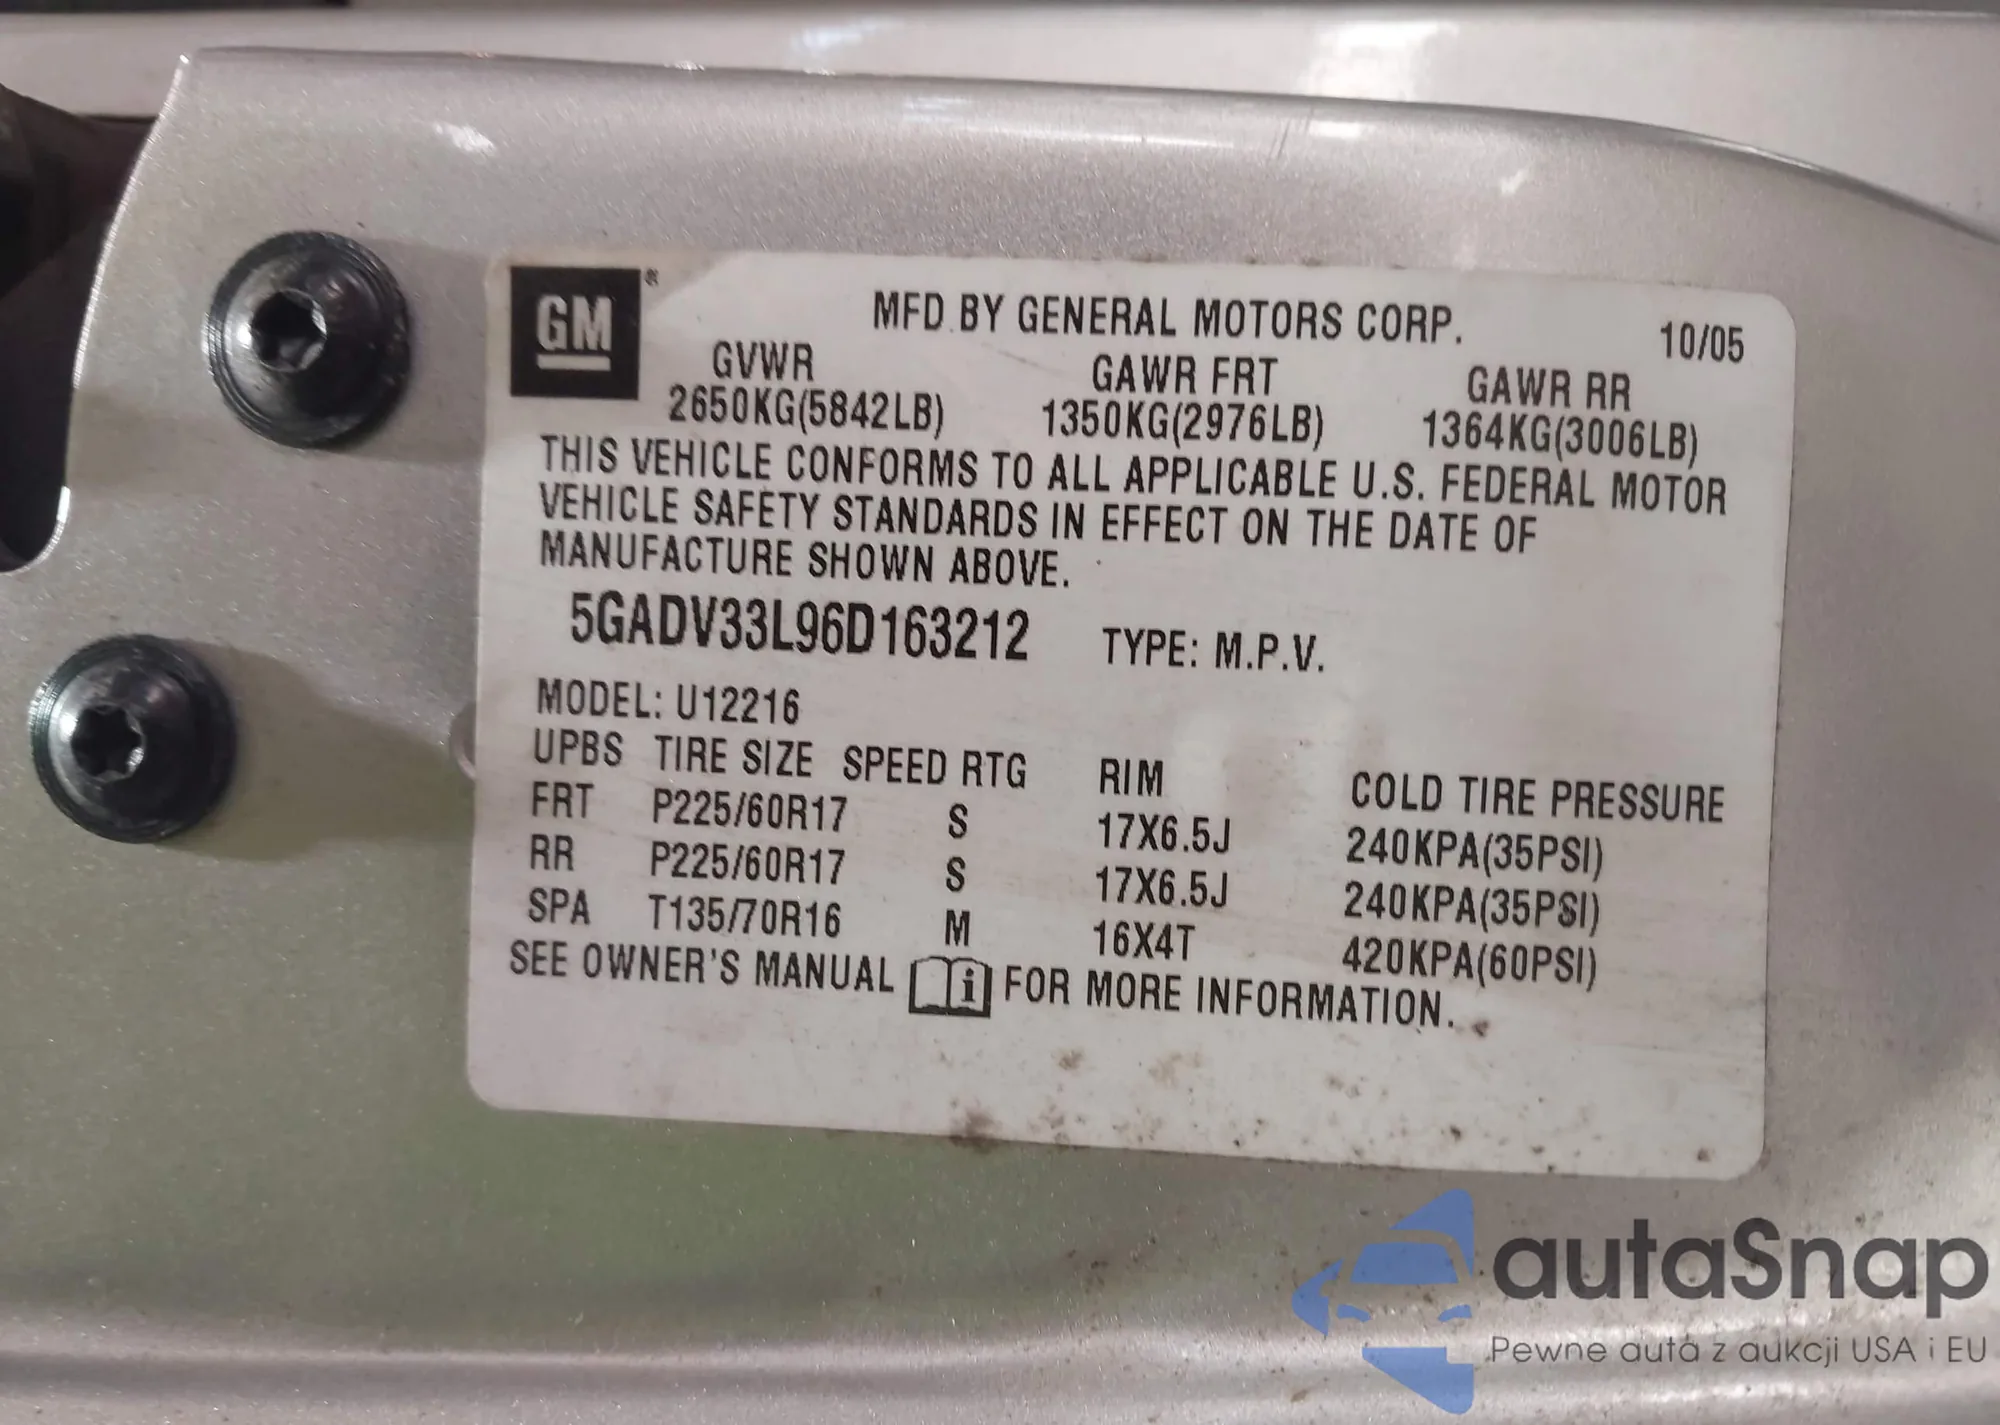 GM®
MFD BY GENERAL MOTORS CORP. 10/05
GVWR GAWR FRT GAWR RR
2650KG(5842LB) 1350KG(2976LB) 1364KG(3006LB)
THIS VEHICLE CONFORMS TO ALL APPLICABLE U.S. FEDERAL MOTOR
VEHICLE SAFETY STANDARDS IN EFFECT ON THE DATE OF
MANUFACTURE SHOWN ABOVE.
5GADV33L96D163212 TYPE: M.P.V.
MODEL: U12216
UPBS TIRE SIZE SPEED RTG RIM COLD TIRE PRESSURE
FRT P225/60R17 S 17X6.5J 240KPA(35PSI)
RR P225/60R17 S 17X6.5J 240KPA(35PSI)
SPA T135/70R16 M 16X4T 420KPA(60PSI)
SEE OWNER'S MANUAL i FOR MORE INFORMATION.
autaSnap
Pewne auta z aukcji USA i EU